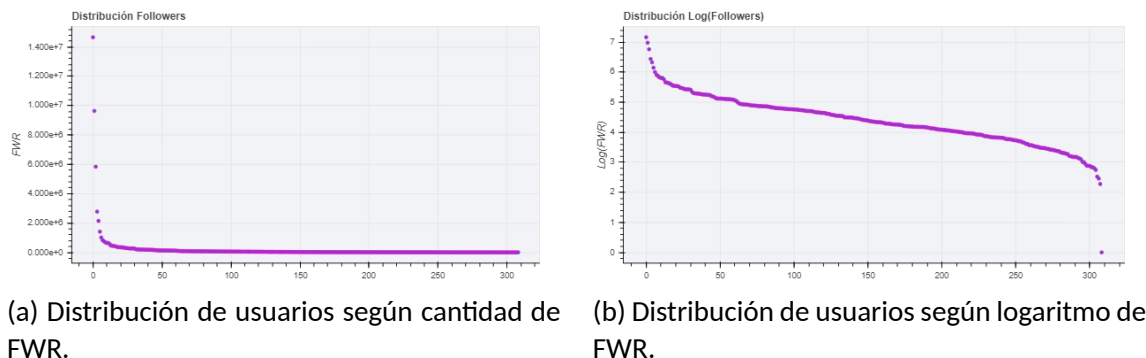 Distribución Followers
1.400e+7
1.200e+7
1.000e+7
8.000e+6
6.000e+6
4.000e+6
2.000e+6
0.000e+0
FWR
0 50 100 150 200 250 300
(a) Distribución de usuarios según cantidad de
FWR.
Distribución Log(Followers)
7
6
5
4
3
2
1
0
Log(FWR)
0 50 100 150 200 250 300
(b) Distribución de usuarios según logaritmo de
FWR.